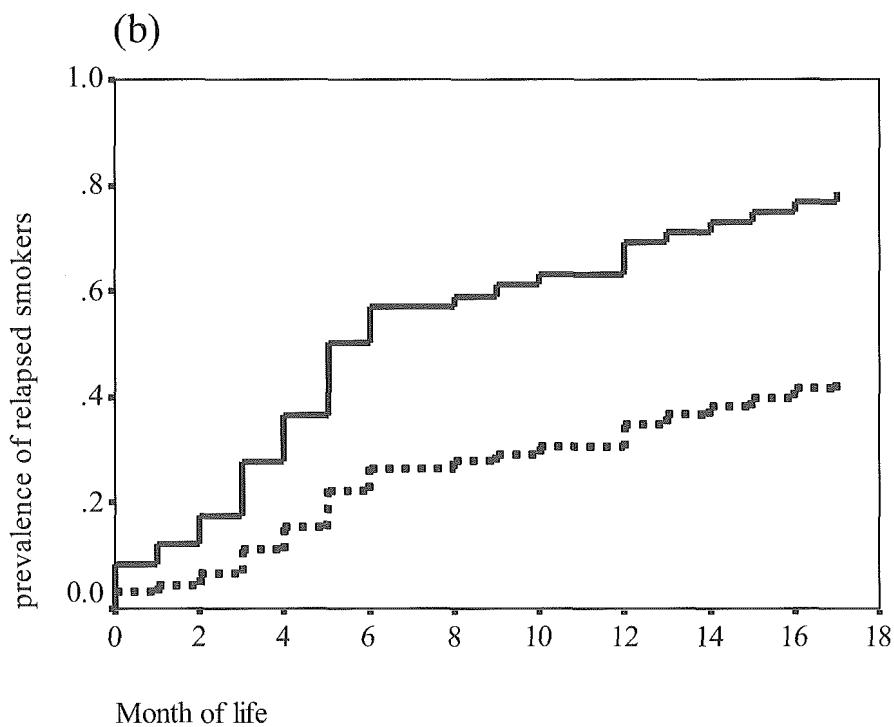 (b)
1.0
.8
.6
.4
.2
0.0
prevalence of relapsed smokers
0 2 4 6 8 10 12 14 16 18
Month of life